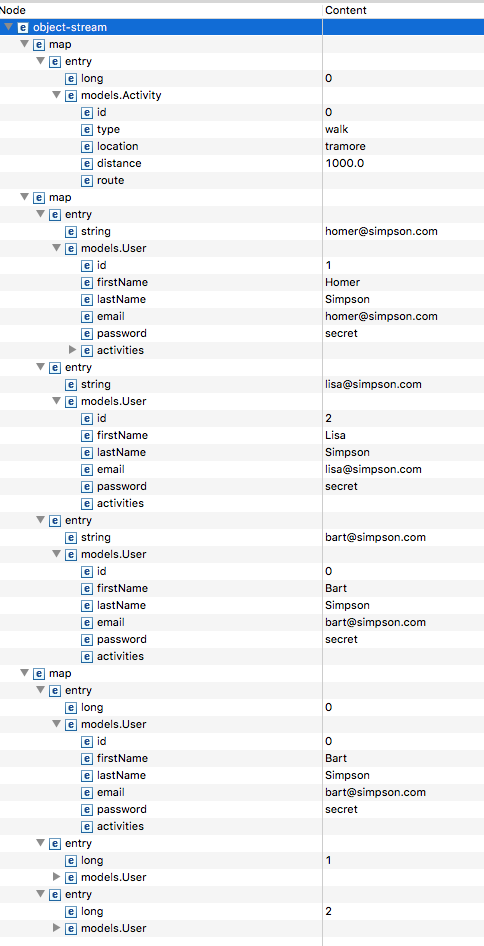 Node Content
e object-stream
e map
e entry
e long 0
e models.Activity
e id 0
e type walk
e location tramore
e distance 1000.0
e route
e map
e entry
e string homer@simpson.com
e models.User
e id 1
e firstName Homer
e lastName Simpson
e email homer@simpson.com
e password secret
e activities
e entry
e string lisa@simpson.com
e models.User
e id 2
e firstName Lisa
e lastName Simpson
e email lisa@simpson.com
e password secret
e activities
e entry
e string bart@simpson.com
e models.User
e id 0
e firstName Bart
e lastName Simpson
e email bart@simpson.com
e password secret
e activities
e map
e entry
e long 0
e models.User
e id 0
e firstName Bart
e lastName Simpson
e email bart@simpson.com
e password secret
e activities
e entry
e long 1
e models.User
e entry
e long 2
e models.User